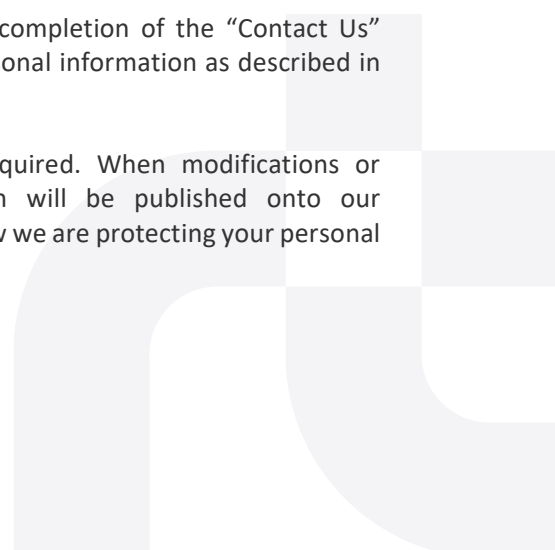 completion of the “Contact Us”
onal information as described in
quired. When modifications or
will be published onto our
we are protecting your personal